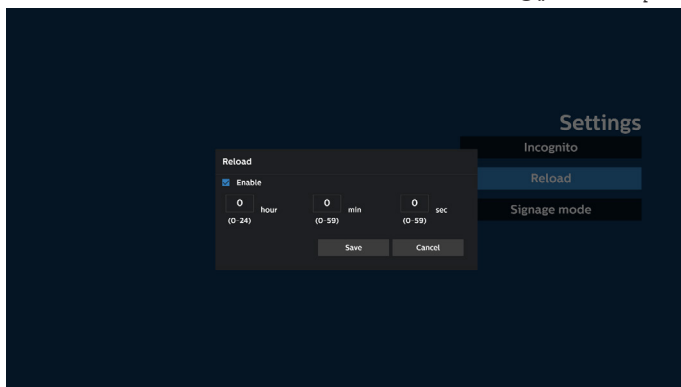 Settings
Incognito
Reload
Signage mode
Reload
Enable
0 hour 0 min 0 sec
(0-24) (0-59) (0-59)
Save Cancel